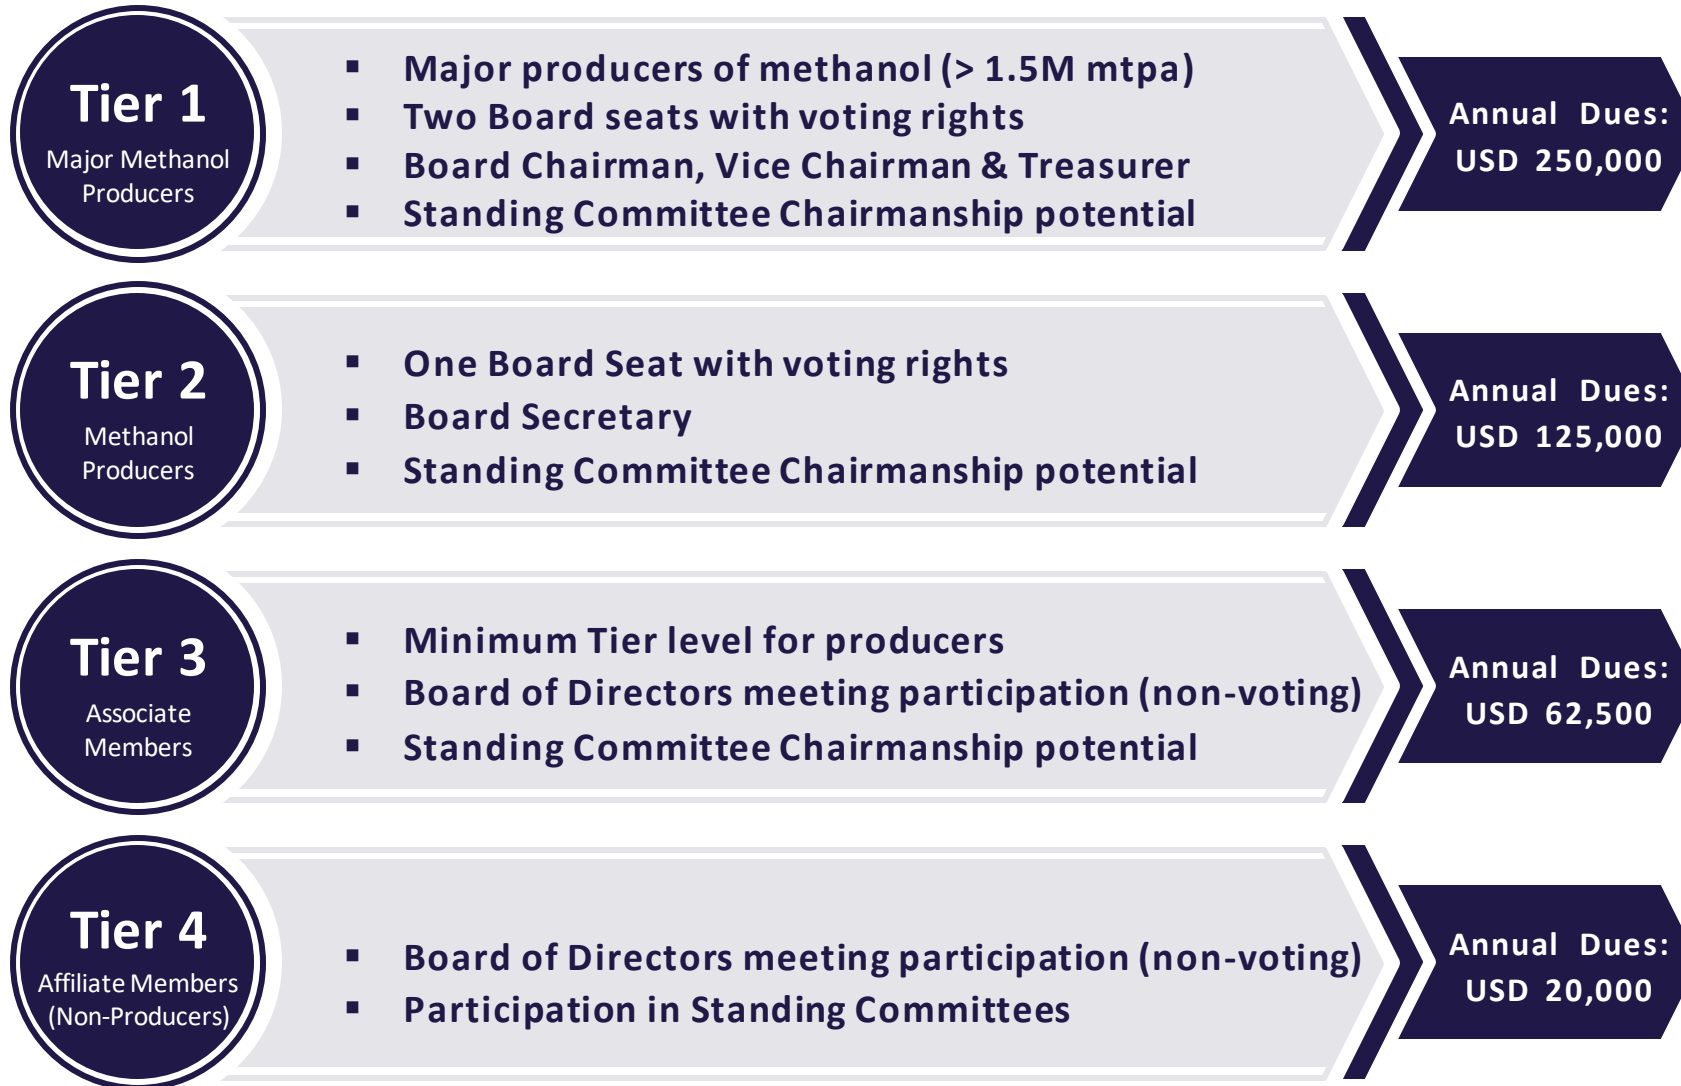 Tier 1
Major Methanol
Producers
▪ Major producers of methanol (> 1.5M mtpa)
▪ Two Board seats with voting rights
▪ Board Chairman, Vice Chairman & Treasurer
▪ Standing Committee Chairmanship potential
Annual Dues:
USD 250,000
Tier 2
Methanol
Producers
▪ One Board Seat with voting rights
▪ Board Secretary
▪ Standing Committee Chairmanship potential
Annual Dues:
USD 125,000
Tier 3
Associate
Members
▪ Minimum Tier level for producers
▪ Board of Directors meeting participation (non-voting)
▪ Standing Committee Chairmanship potential
Annual Dues:
USD 62,500
Tier 4
Affiliate Members
(Non-Producers)
▪ Board of Directors meeting participation (non-voting)
▪ Participation in Standing Committees
Annual Dues:
USD 20,000